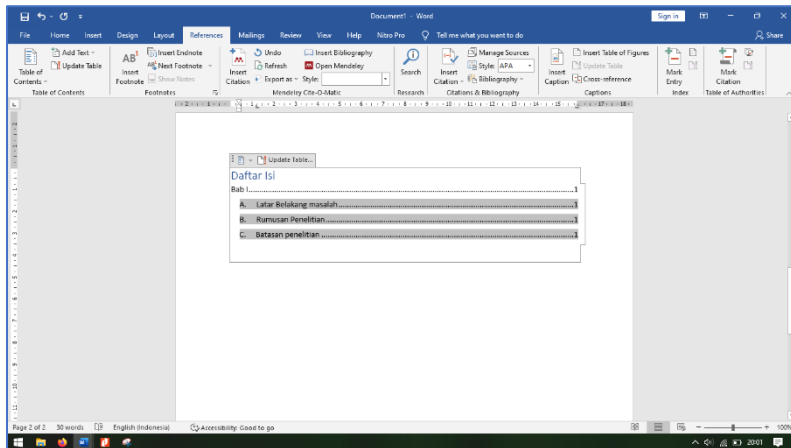 Document1 - Word
Sign in
File Home Insert Design Layout References Mailings Review View Help Nitro Pro Tell me what you want to do Share
Table of Contents
Add Text
Update Table
Table of Contents
AB1 Insert Footnote
Insert Endnote
Next Footnote
Show Notes
Footnotes
Insert Citation
Undo
Refresh
Export as
Insert Bibliography
Open Mendeley
Style:
Mendeley Cite-O-Matic
Search
Research
Insert Citation
Manage Sources
Style: APA
Bibliography
Citations & Bibliography
Insert Caption
Insert Table of Figures
Update Table
Cross-reference
Captions
Mark Entry
Index
Mark Citation
Table of Authorities
Update Table...
Daftar Isi
Bab I.....1
A. Latar Belakang masalah.....1
B. Rumusan Penelitian.....1
C. Batasan penelitian.....1
Page 2 of 2 30 words English (Indonesia) Accessibility: Good to go 100%
20:01